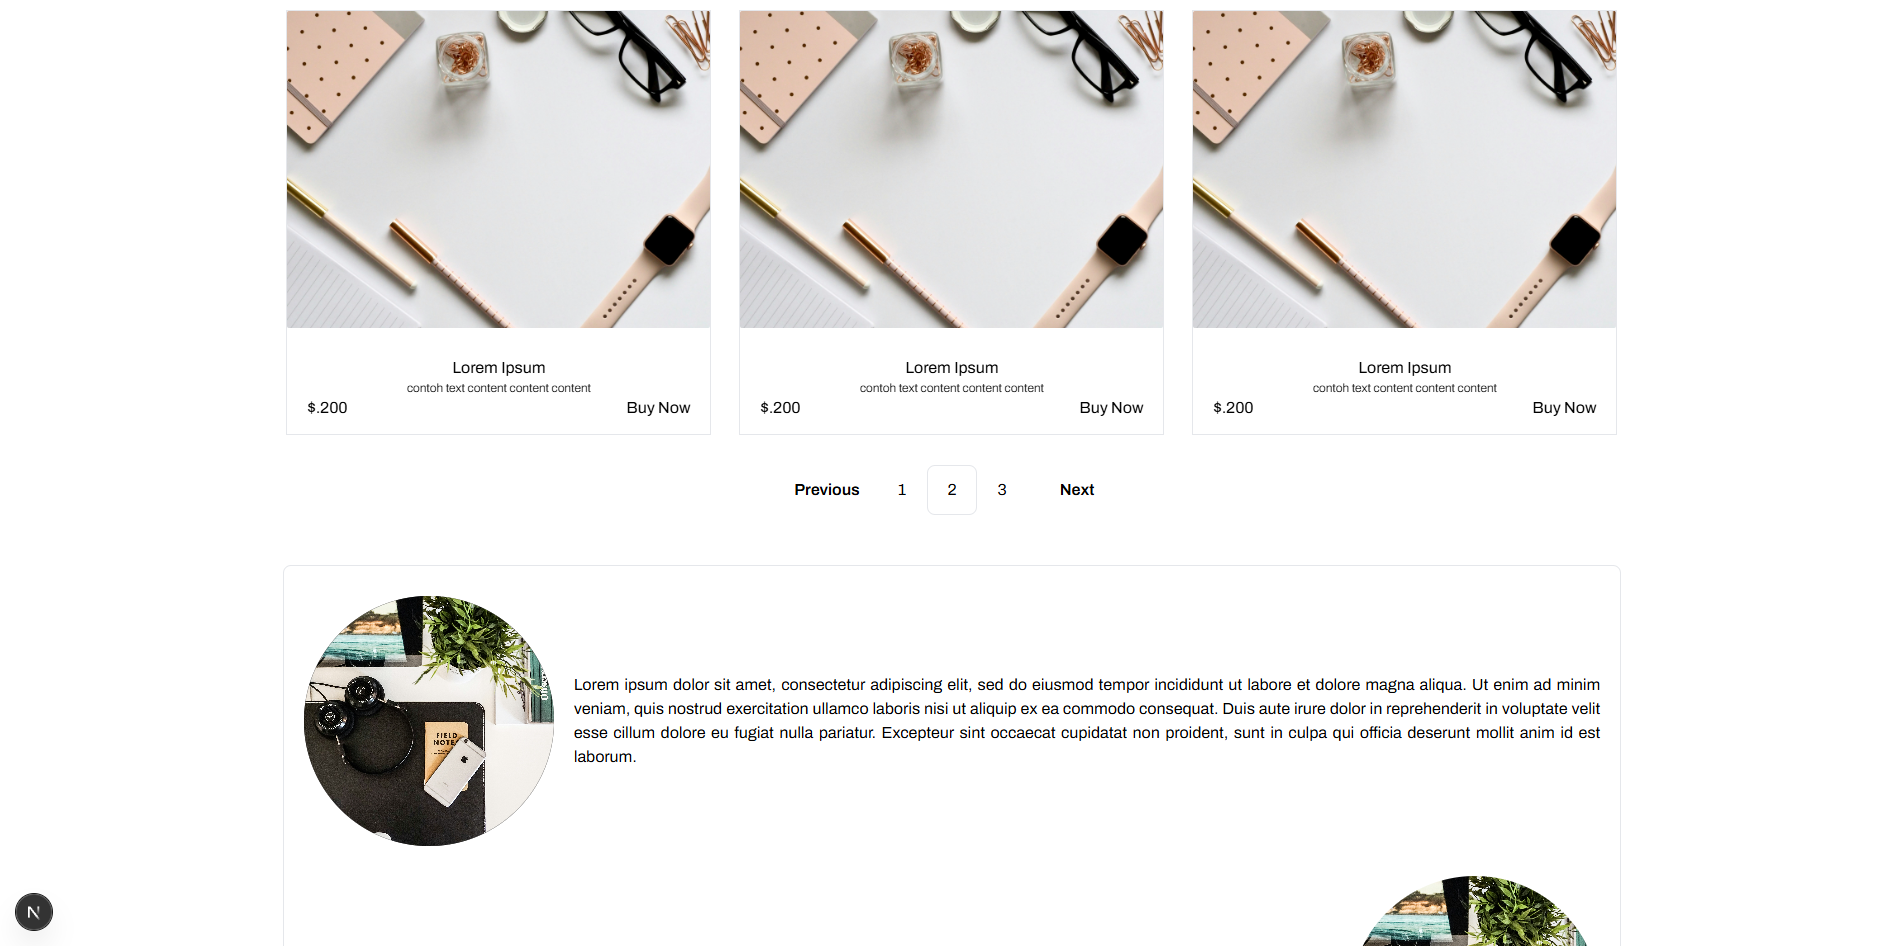 Lorem Ipsum
contoh text content content content
$.200 Buy Now
Lorem Ipsum
contoh text content content content
$.200 Buy Now
Lorem Ipsum
contoh text content content content
$.200 Buy Now
Previous 1 2 3 Next
FIELD
NOTES
Lorem ipsum dolor sit amet, consectetur adipiscing elit, sed do eiusmod tempor incididunt ut labore et dolore magna aliqua. Ut enim ad minim
veniam, quis nostrud exercitation ullamco laboris nisi ut aliquip ex ea commodo consequat. Duis aute irure dolor in reprehenderit in voluptate velit
esse cillum dolore eu fugiat nulla pariatur. Excepteur sint occaecat cupidatat non proident, sunt in culpa qui officia deserunt mollit anim id est
laborum.
N